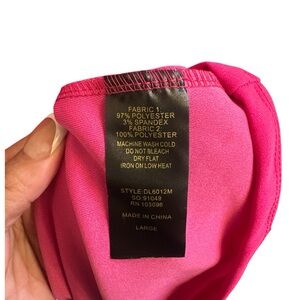 FABRIC 1:
97% POLYESTER
3% SPANDEX
FABRIC 2:
100% POLYESTER
MACHINE WASH COLD
DO NOT BLEACH
DRY FLAT
IRON ON LOW HEAT
STYLE:DL6012M
SO:91049
RN 103096
MADE IN CHINA
LARGE